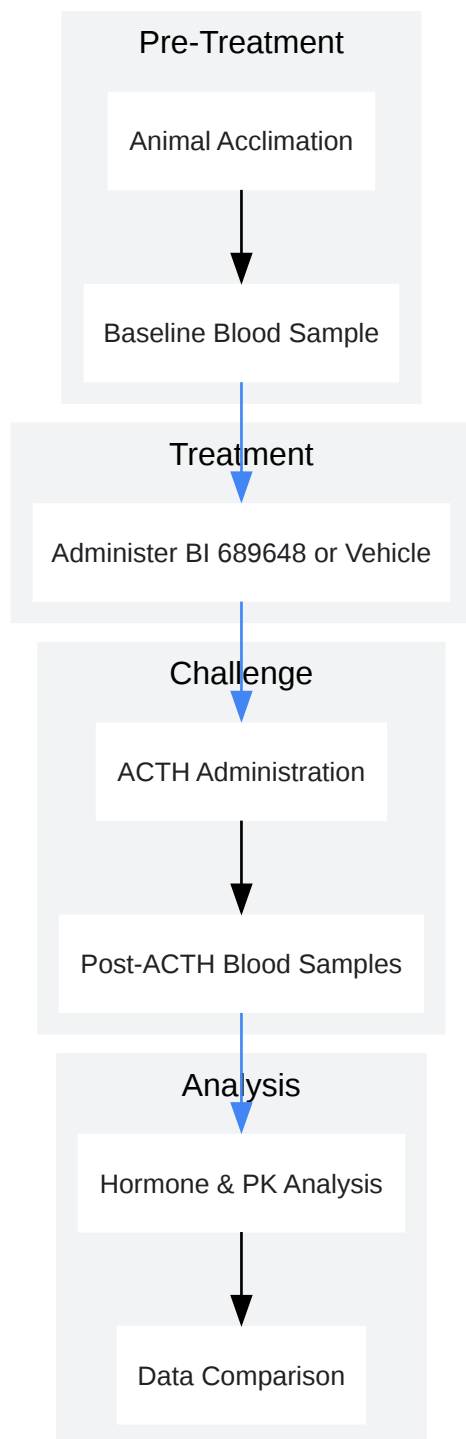 Pre-Treatment
Animal Acclimation
Baseline Blood Sample
Treatment
Administer BI 689648 or Vehicle
Challenge
ACTH Administration
Post-ACTH Blood Samples
Analysis
Hormone & PK Analysis
Data Comparison